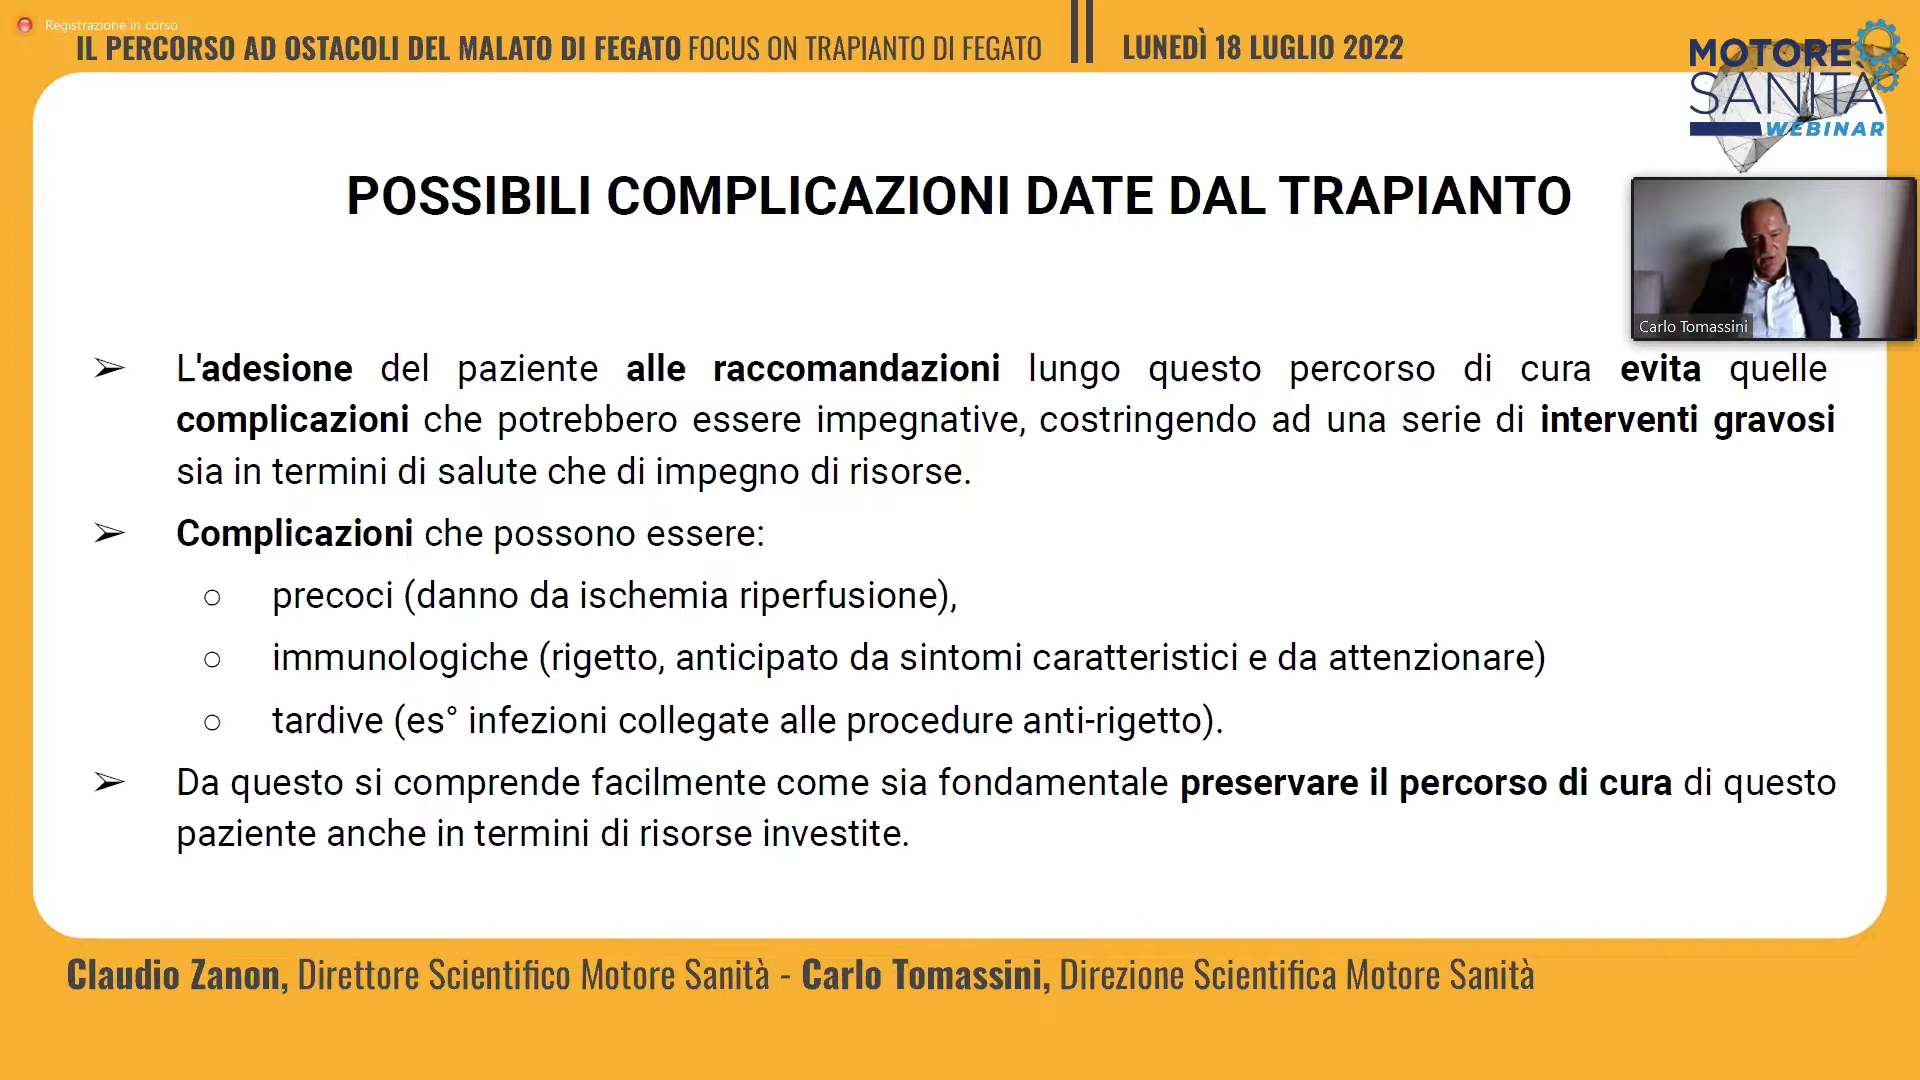 Registrazione in corso
IL PERCORSO AD OSTACOLI DEL MALATO DI FEGATO FOCUS ON TRAPIANTO DI FEGATO
LUNEDÌ 18 LUGLIO 2022
MOTORE
SANITÀ
WEBINAR
POSSIBILI COMPLICAZIONI DATE DAL TRAPIANTO
Carlo Tomassini
➢ L'adesione del paziente alle raccomandazioni lungo questo percorso di cura evita quelle
complicazioni che potrebbero essere impegnative, costringendo ad una serie di interventi gravosi
sia in termini di salute che di impegno di risorse.
➢ Complicazioni che possono essere:
○ precoci (danno da ischemia riperfusione),
○ immunologiche (rigetto, anticipato da sintomi caratteristici e da attenzionare)
○ tardive (es° infezioni collegate alle procedure anti-rigetto).
➢ Da questo si comprende facilmente come sia fondamentale preservare il percorso di cura di questo
paziente anche in termini di risorse investite.
Claudio Zanon, Direttore Scientifico Motore Sanità - Carlo Tomassini, Direzione Scientifica Motore Sanità